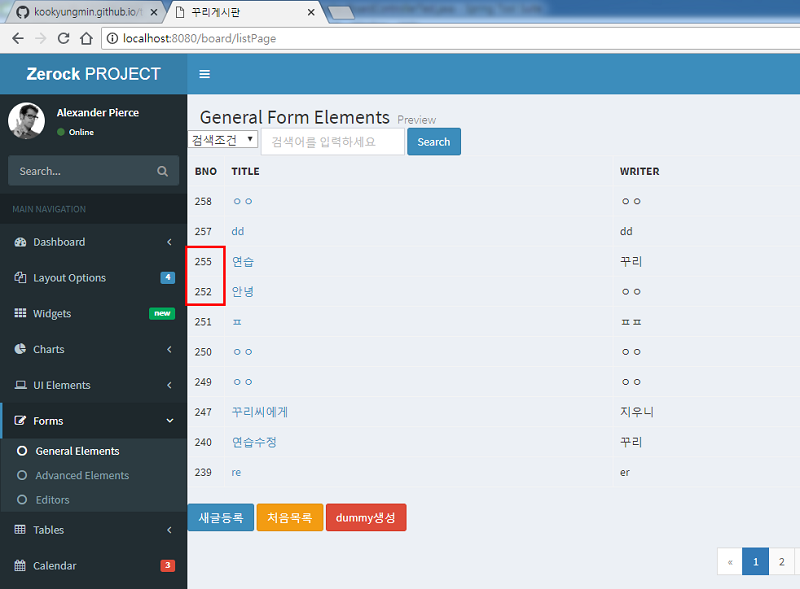 kookyungmin.github.io/t
꾸리게시판
localhost:8080/board/listPage
Zerock PROJECT
Alexander Pierce
Online
Search...
MAIN NAVIGATION
Dashboard
Layout Options 4
Widgets new
Charts
UI Elements
Forms
General Elements
Advanced Elements
Editors
Tables
Calendar 3
General Form Elements Preview
검색조건 검색어를 입력하세요 Search
BNO TITLE WRITER
258 ㅇㅇ ㅇㅇ
257 dd dd
255 연습 꾸리
252 안녕 ㅇㅇ
251 ㅍ ㅍㅍ
250 ㅇㅇ ㅇㅇ
249 ㅇㅇ ㅇㅇ
247 꾸리씨에게 지우니
240 연습수정 꾸리
239 re er
새글등록 처음목록 dummy생성
« 1 2